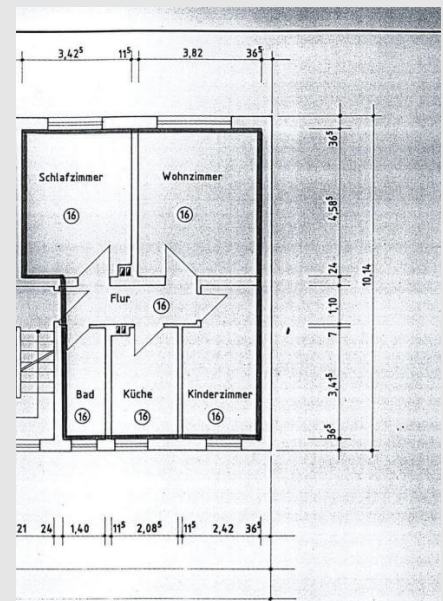 3,42⁵ 11⁵ 3,82 36⁵
Schlafzimmer Wohnzimmer
16 16
Flur 16
Bad Küche Kinderzimmer
16 16 16
36⁵
4,58⁵
24
10,14
1,10
7
3,41⁵
36⁵
21 24 1,40 11⁵ 2,08⁵ 11⁵ 2,42 36⁵